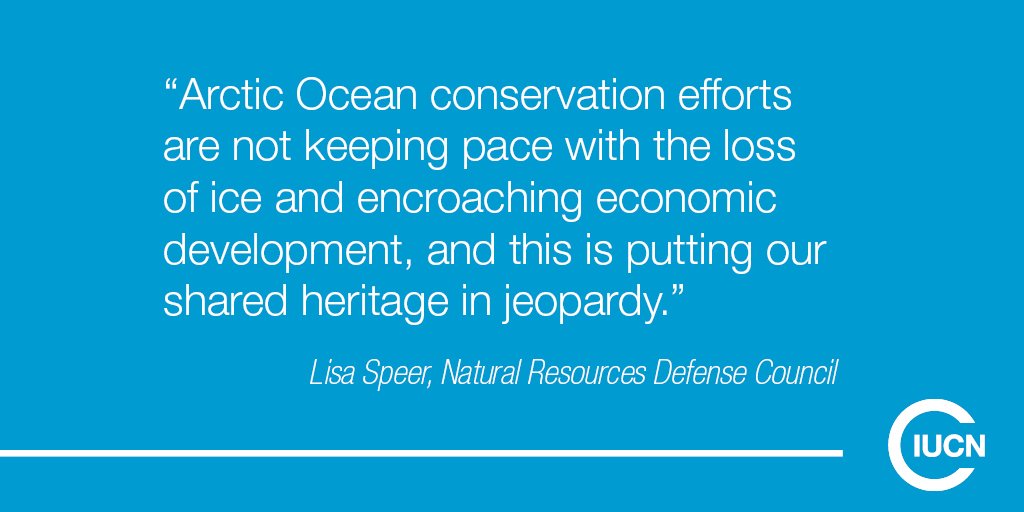 “Arctic Ocean conservation efforts
are not keeping pace with the loss
of ice and encroaching economic
development, and this is putting our
shared heritage in jeopardy.”
Lisa Speer, Natural Resources Defense Council
IUCN